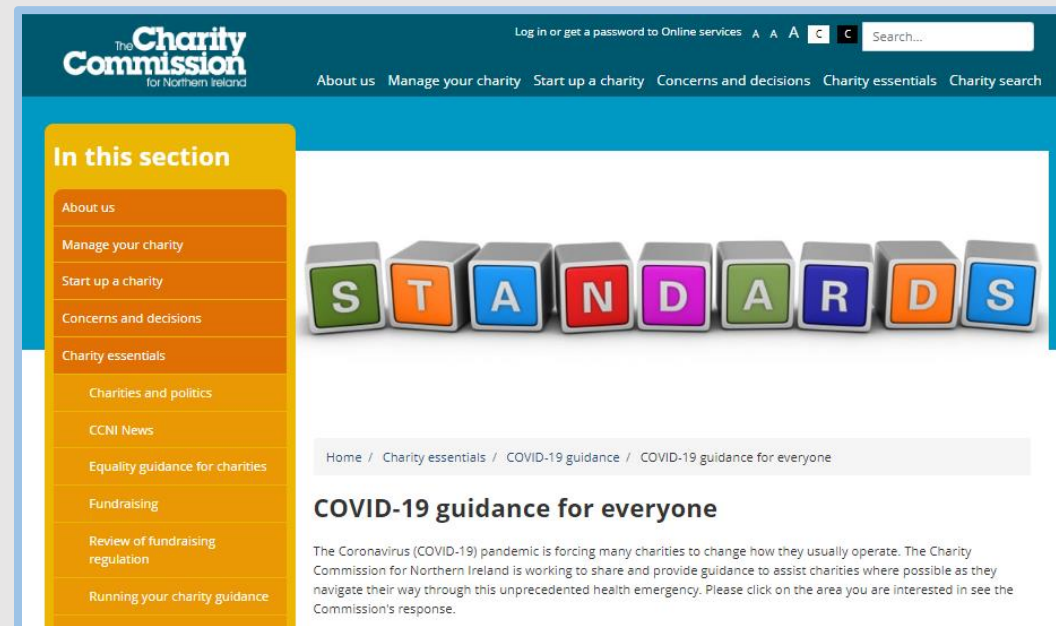 The Charity
Commission
for Northern Ireland
Log in or get a password to Online services A A A C C Search...
About us Manage your charity Start up a charity Concerns and decisions Charity essentials Charity search
In this section
About us
Manage your charity
Start up a charity
Concerns and decisions
Charity essentials
Charities and politics
CCNI News
Equality guidance for charities
Fundraising
Review of fundraising
regulation
Running your charity guidance
STANDARDS
Home / Charity essentials / COVID-19 guidance / COVID-19 guidance for everyone
COVID-19 guidance for everyone
The Coronavirus (COVID-19) pandemic is forcing many charities to change how they usually operate. The Charity
Commission for Northern Ireland is working to share and provide guidance to assist charities where possible as they
navigate their way through this unprecedented health emergency. Please click on the area you are interested in see the
Commission's response.